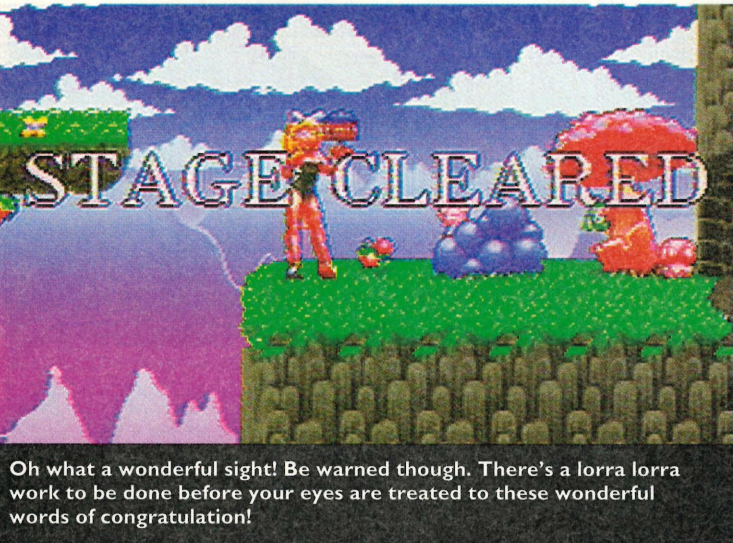 STAGE CLEARED
Oh what a wonderful sight! Be warned though. There's a lorra lorra
work to be done before your eyes are treated to these wonderful
words of congratulation!